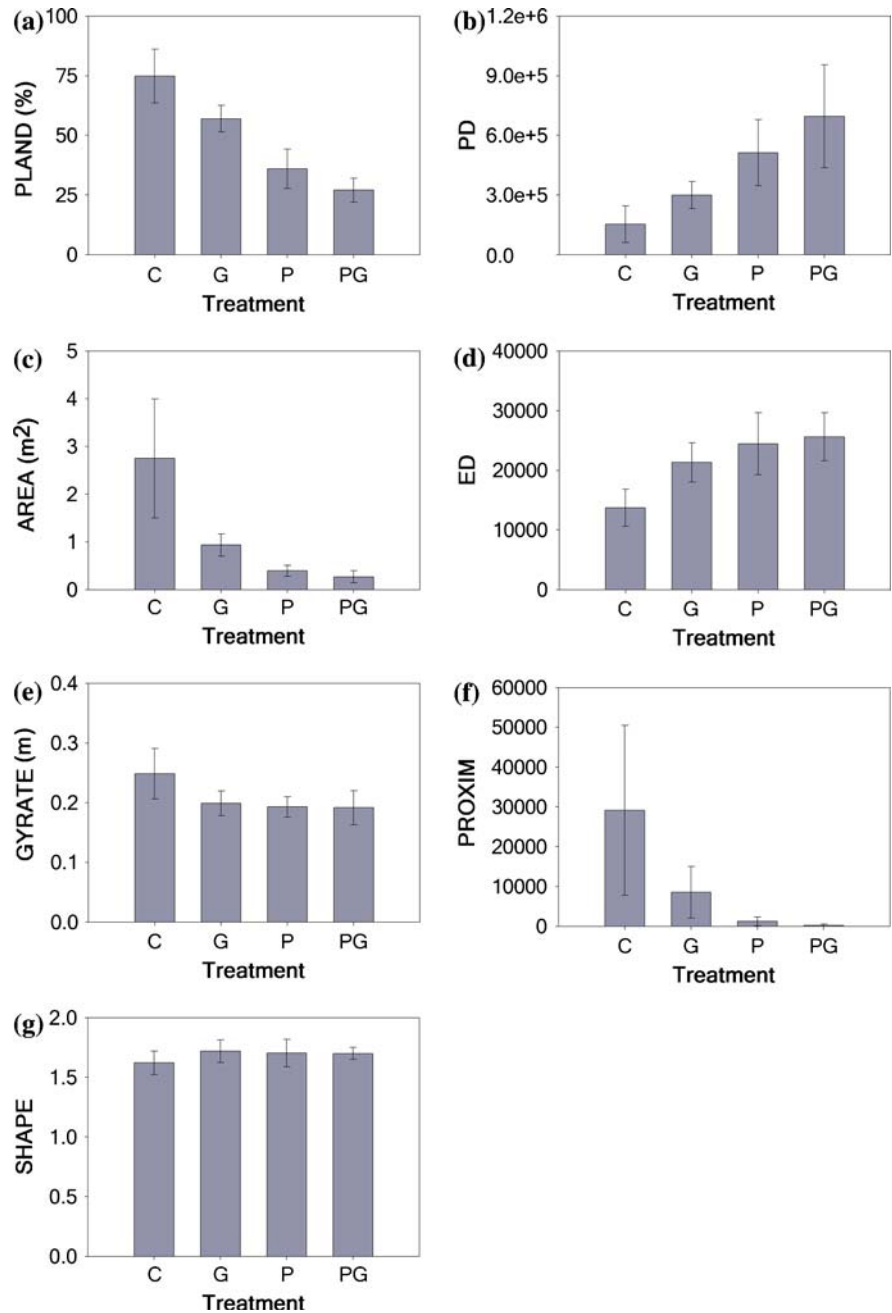 (a)
100
75
50
25
0
PLAND (%)
C G P PG
Treatment
(b)
1.2e+6
9.0e+5
6.0e+5
3.0e+5
0.0
PD
C G P PG
Treatment
(c)
5
4
3
2
1
0
AREA (m2)
C G P PG
Treatment
(d)
40000
30000
20000
10000
0
ED
C G P PG
Treatment
(e)
0.4
0.3
0.2
0.1
0.0
GYRATE (m)
C G P PG
Treatment
(f)
60000
50000
40000
30000
20000
10000
0
PROXIM
C G P PG
Treatment
(g)
2.0
1.5
1.0
0.5
0.0
SHAPE
C G P PG
Treatment